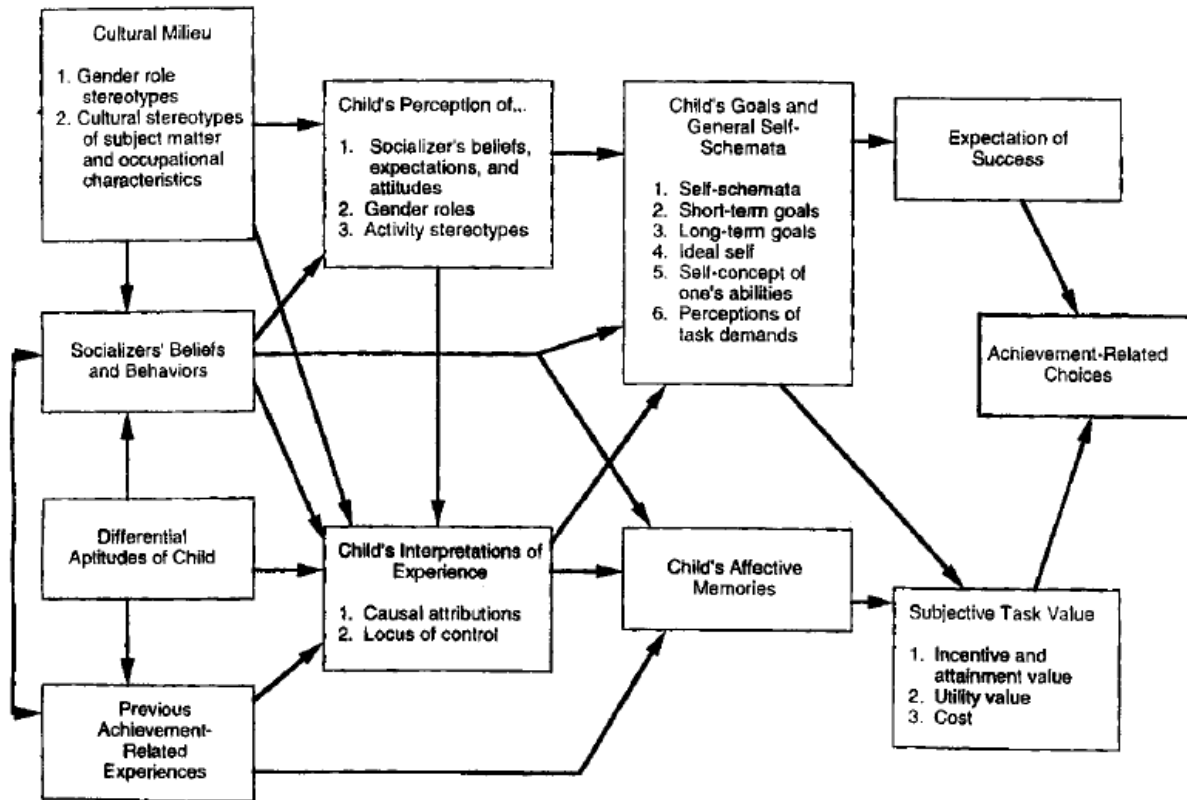 Cultural Milieu
1. Gender role
stereotypes
2. Cultural stereotypes
of subject matter
and occupational
characteristics
Child's Perception of...
1. Socializer's beliefs,
expectations, and
attitudes
2. Gender roles
3. Activity stereotypes
Child's Goals and
General Self-
Schemata
1. Self-schemata
2. Short-term goals
3. Long-term goals
4. Ideal self
5. Self-concept of
one's abilities
6. Perceptions of
task demands
Expectation of
Success
Socializers' Beliefs
and Behaviors
Achievement-Related
Choices
Differential
Aptitudes of Child
Child's Interpretations of
Experience
1. Causal attributions
2. Locus of control
Child's Affective
Memories
Subjective Task Value
1. Incentive and
attainment value
2. Utility value
3. Cost
Previous
Achievement-
Related
Experiences